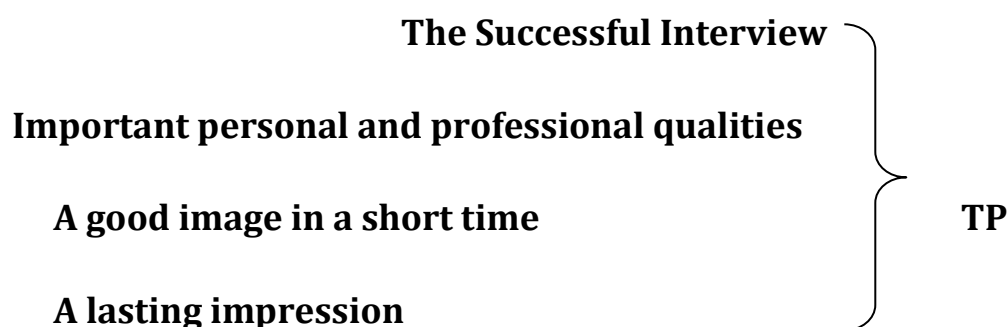 The Successful Interview
Important personal and professional qualities
A good image in a short time
TP
A lasting impression